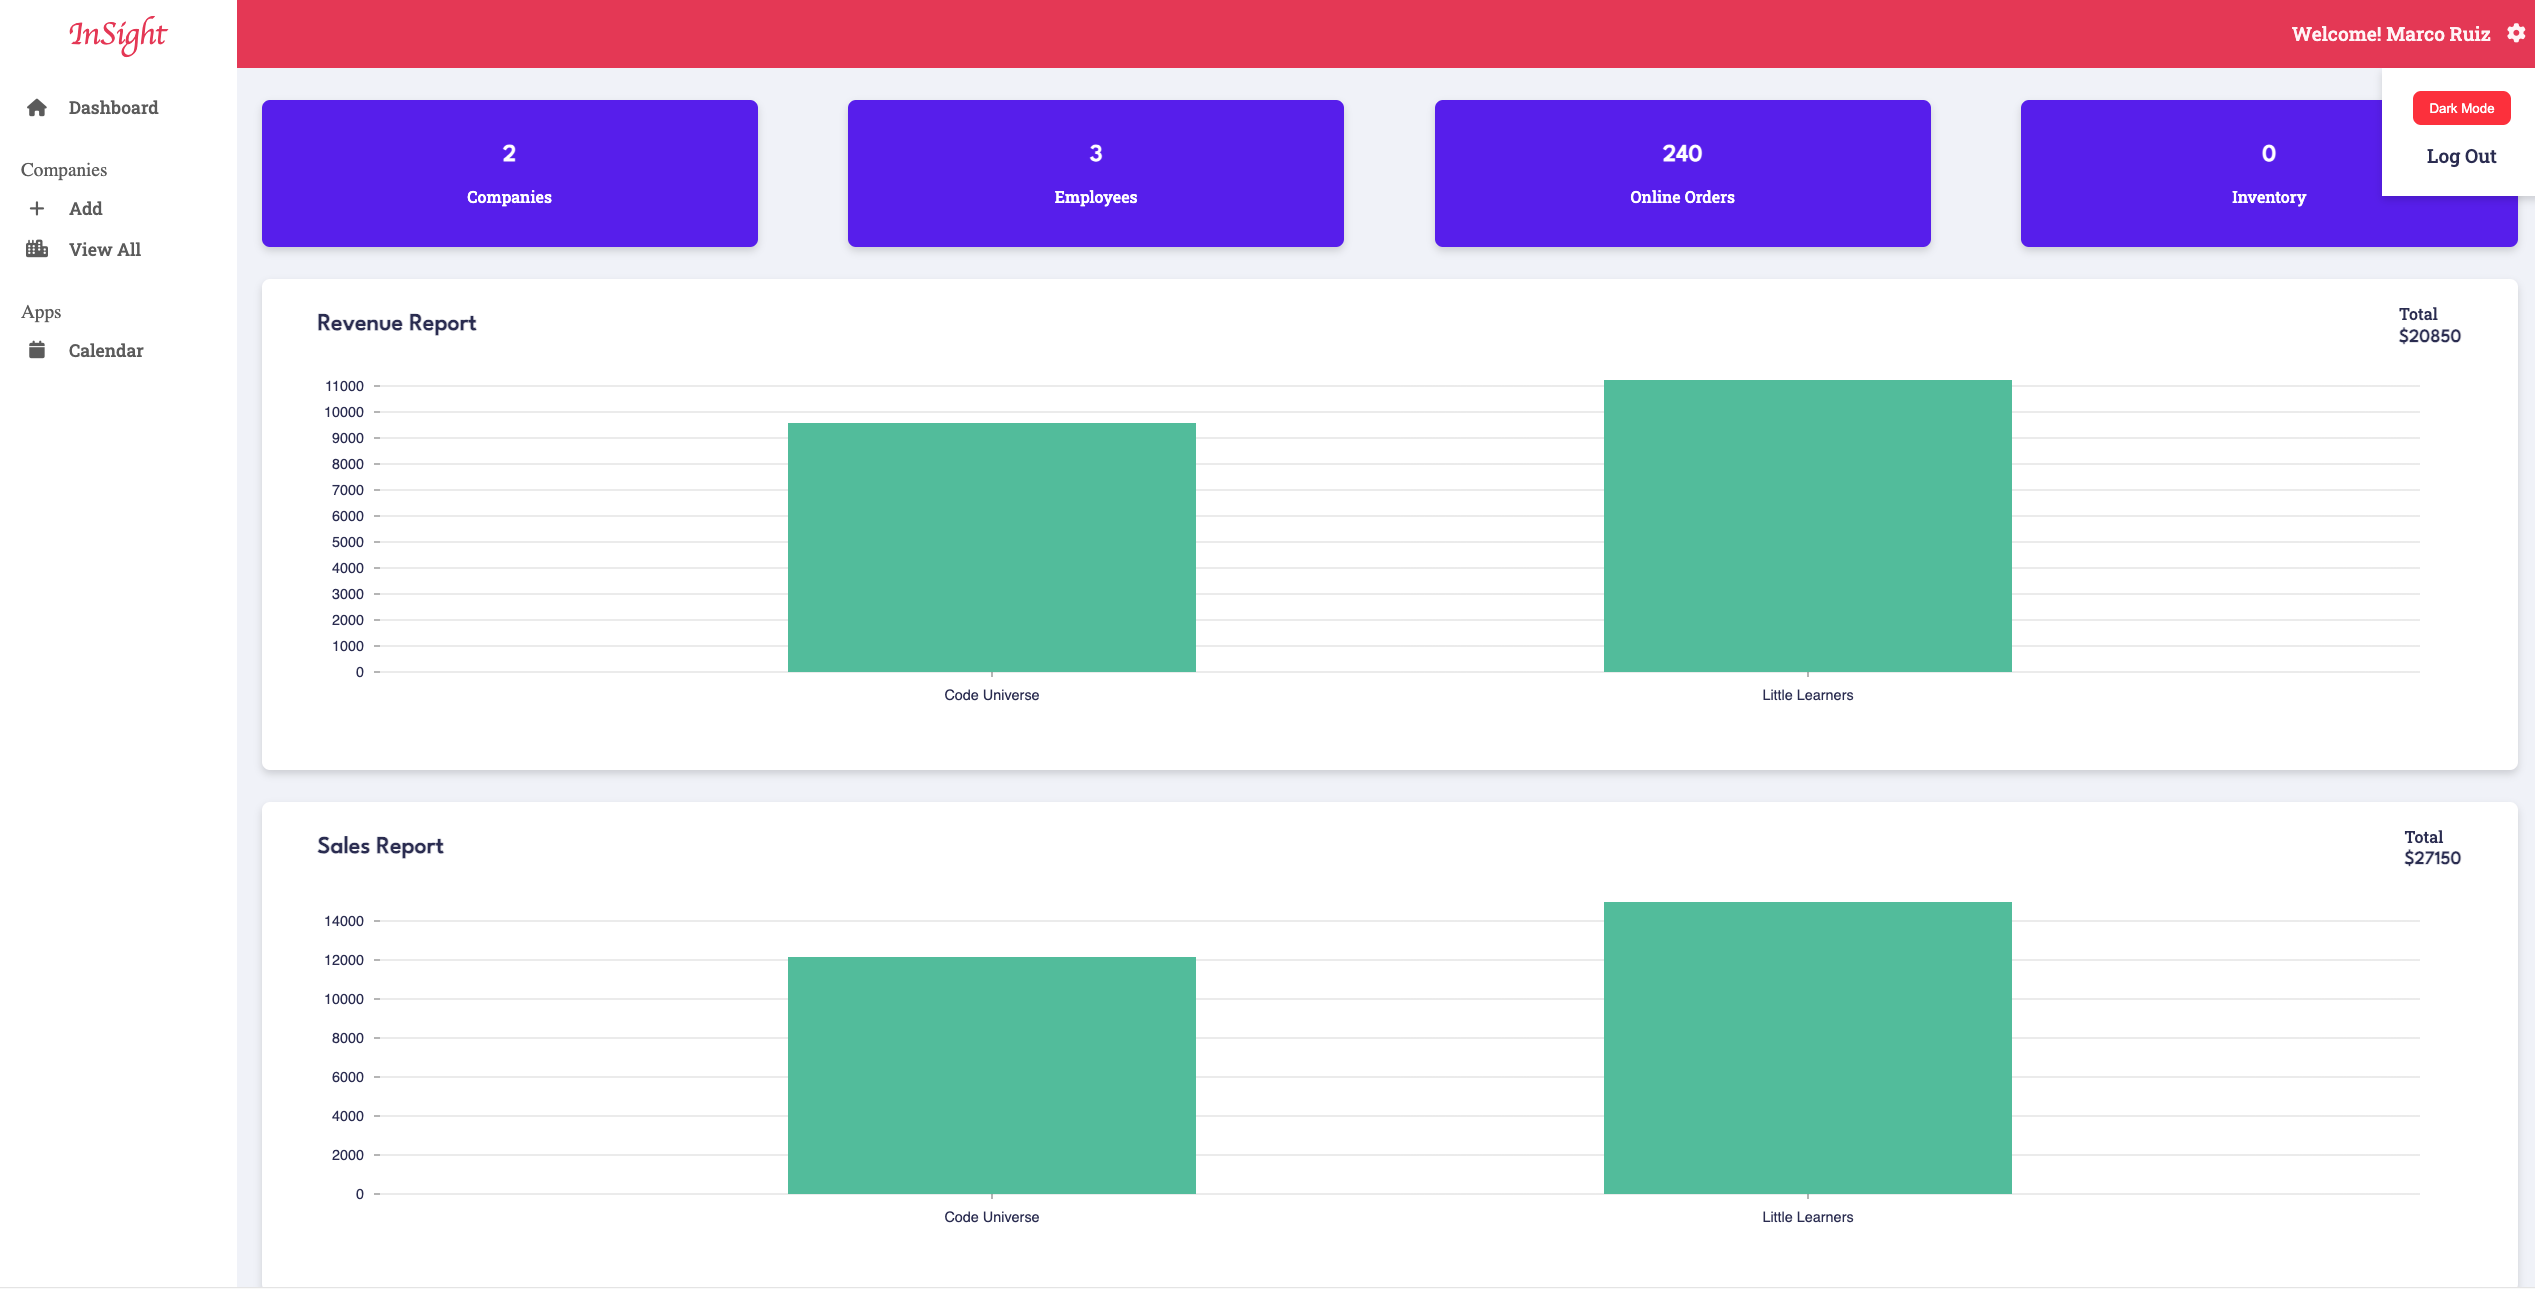 InSight
Welcome! Marco Ruiz
Dashboard
Companies
Add
View All
Apps
Calendar
Dark Mode
Log Out
2
Companies
3
Employees
240
Online Orders
0
Inventory
Revenue Report
Total
$20850
11000
10000
9000
8000
7000
6000
5000
4000
3000
2000
1000
0
Code Universe
Little Learners
Sales Report
Total
$27150
14000
12000
10000
8000
6000
4000
2000
0
Code Universe
Little Learners